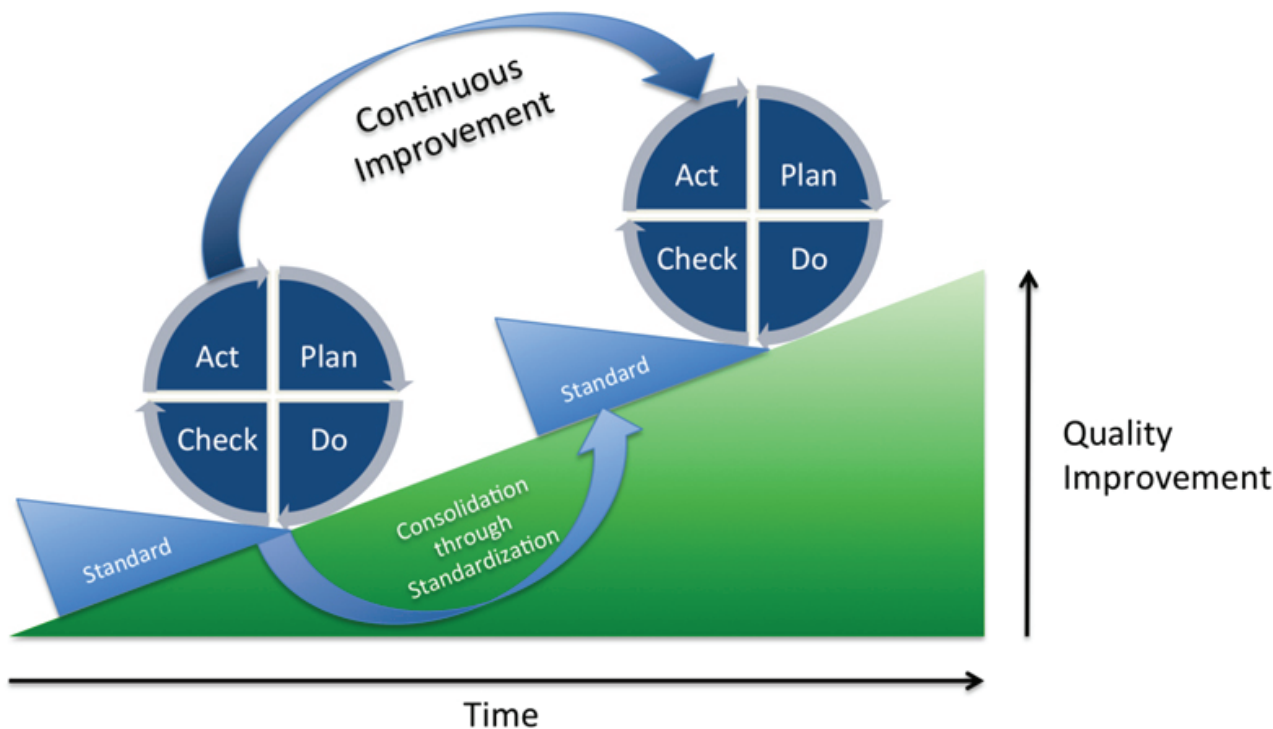 Continuous
Improvement
Act
Plan
Check
Do
Act
Plan
Check
Do
Standard
Standard
Consolidation
through
Standardization
Quality
Improvement
Time